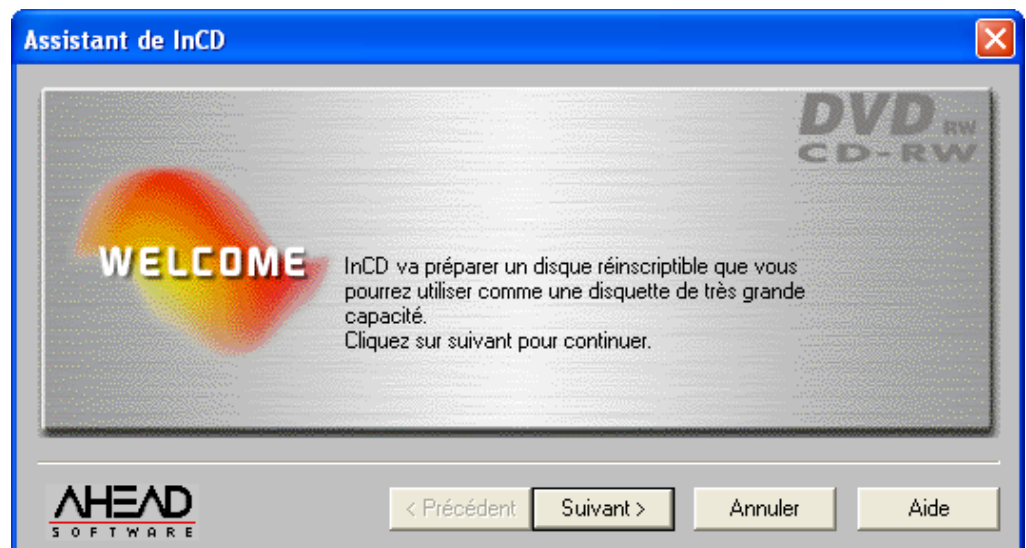 Assistant de InCD
DVD RW
CD-RW
WELCOME
InCD va préparer un disque réinscriptible que vous
pourrez utiliser comme une disquette de très grande
capacité.
Cliquez sur suivant pour continuer.
AHEAD
SOFTWARE
< Précédent Suivant > Annuler Aide